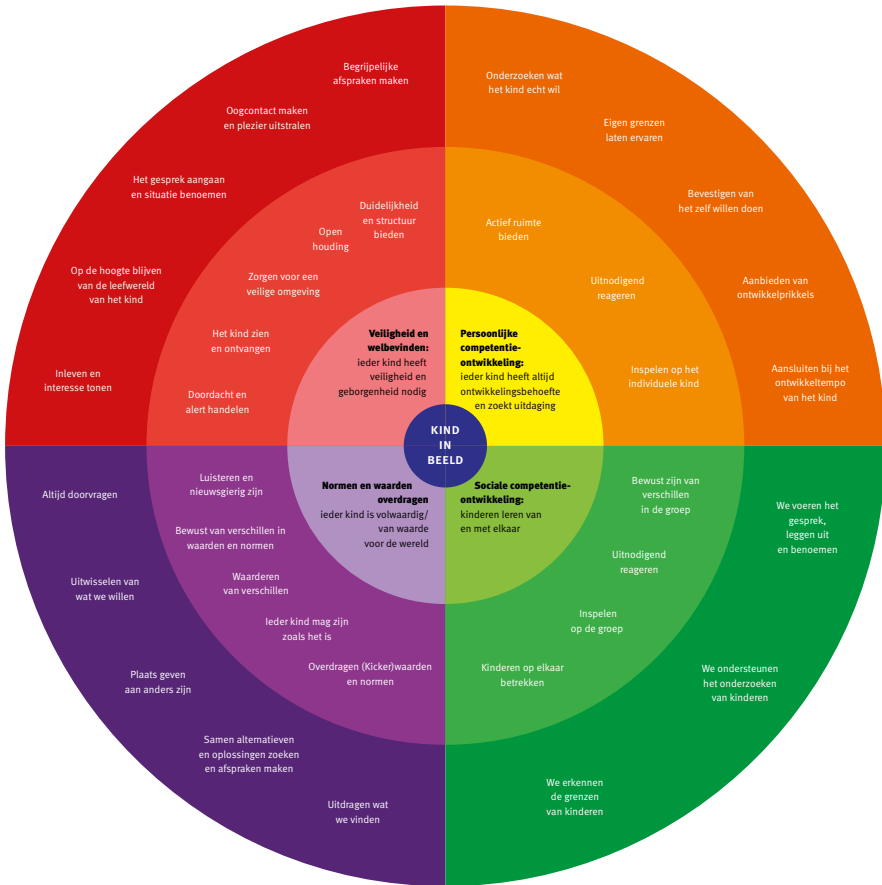 Begrijpelijke
afspraken maken
Oogcontact maken
en plezier uitstralen
Het gesprek aangaan
en situatie benoemen
Op de hoogte blijven
van de leefwereld
van het kind
Inleven en
interesse tonen
Duidelijkheid
en structuur
bieden
Open
houding
Zorgen voor een
veilige omgeving
Het kind zien
en ontvangen
Doordacht en
alert handelen
Veiligheid en
welbevinden:
ieder kind heeft
veiligheid en
geborgenheid nodig
Onderzoeken wat
het kind echt wil
Eigen grenzen
laten ervaren
Bevestigen van
het zelf willen doen
Aanbieden van
ontwikkelprikkels
Aansluiten bij het
ontwikkeltempo
van het kind
Actief ruimte
bieden
Uitnodigend
reageren
Inspelen op het
individuele kind
Persoonlijke
competentie-
ontwikkeling:
ieder kind heeft altijd
ontwikkelingsbehoefte
en zoekt uitdaging
KIND
IN
BEELD
Normen en waarden
overdragen
ieder kind is volwaardig/
van waarde
voor de wereld
Luisteren en
nieuwsgierig zijn
Bewust van verschillen in
waarden en normen
Waarderen
van verschillen
Ieder kind mag zijn
zoals het is
Overdragen (Kicker)waarden
en normen
Altijd doorvragen
Uitwisselen van
wat we willen
Plaats geven
aan anders zijn
Samen alternatieven
en oplossingen zoeken
en afspraken maken
Uitdragen wat
we vinden
Sociale competentie-
ontwikkeling:
kinderen leren van
en met elkaar
Bewust zijn van
verschillen
in de groep
Uitnodigend
reageren
Inspelen
op de groep
Kinderen op elkaar
betrekken
We voeren het
gesprek,
leggen uit
en benoemen
We ondersteunen
het onderzoeken
van kinderen
We erkennen
de grenzen
van kinderen